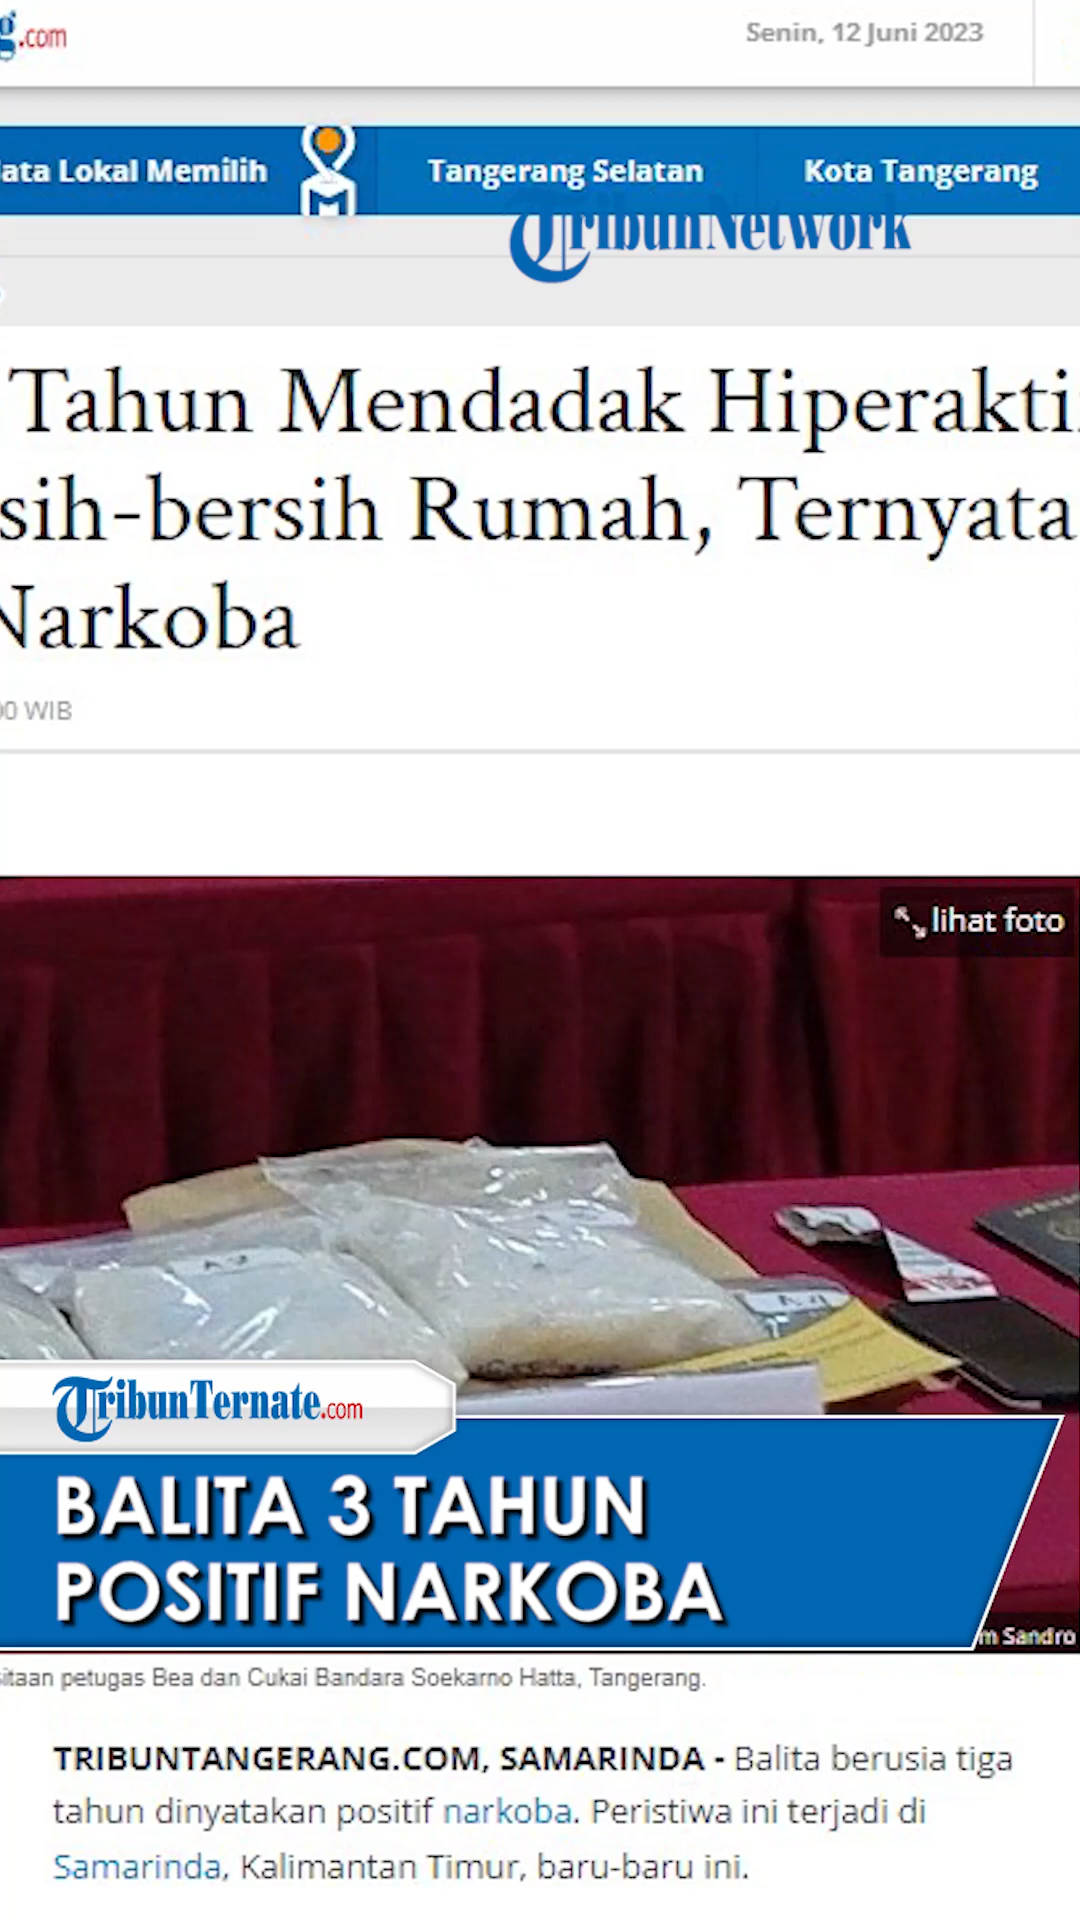 g.com
Senin, 12 Juni 2023
ata Lokal Memilih
Tangerang Selatan
Kota Tangerang
TribunNetwork
Tahun Mendadak Hiperakti
sih-bersih Rumah, Ternyata
Narkoba
00 WIB
lihat foto
TribunTernate.com
BALITA 3 TAHUN
POSITIF NARKOBA
m Sandro
sitaan petugas Bea dan Cukai Bandara Soekarno Hatta, Tangerang.
TRIBUNTANGERANG.COM, SAMARINDA - Balita berusia tiga
tahun dinyatakan positif narkoba. Peristiwa ini terjadi di
Samarinda, Kalimantan Timur, baru-baru ini.